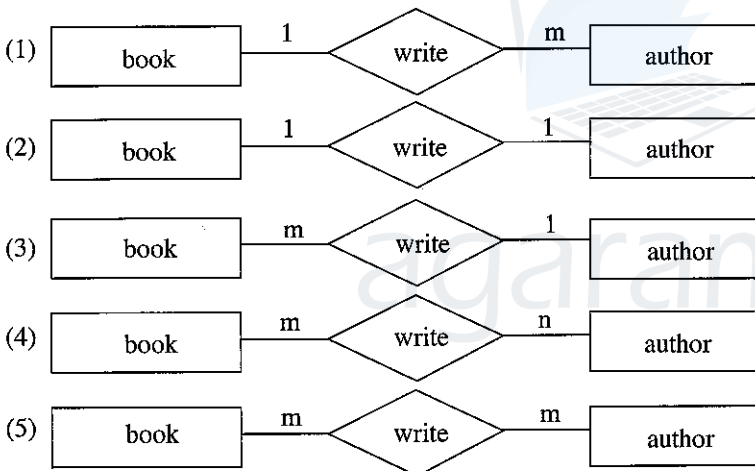 (1) book 1 write m author
(2) book 1 write 1 author
(3) book m write 1 author
(4) book m write n author
(5) book m write m author
agaram